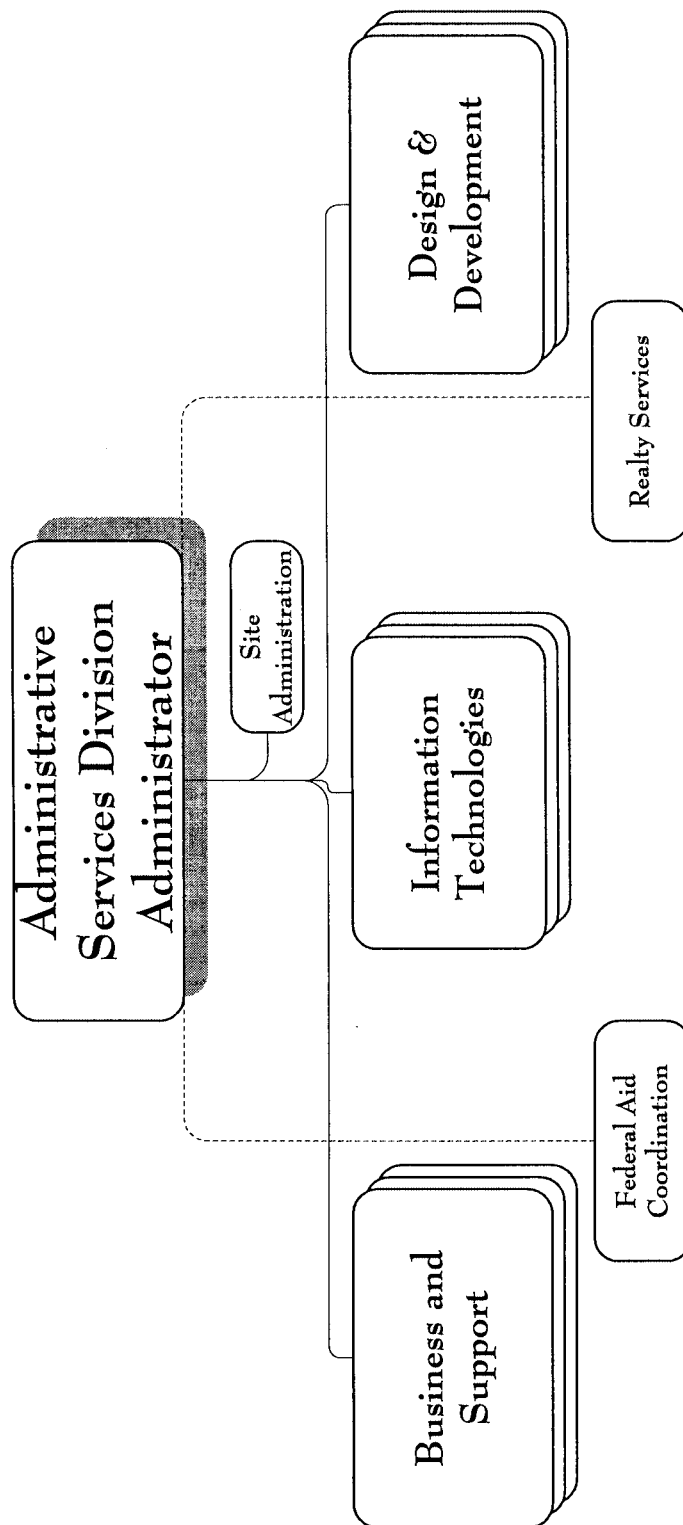 Administrative
Services Division
Administrator
Site
Administration
Business and
Support
Information
Technologies
Design &
Development
Federal Aid
Coordination
Realty Services